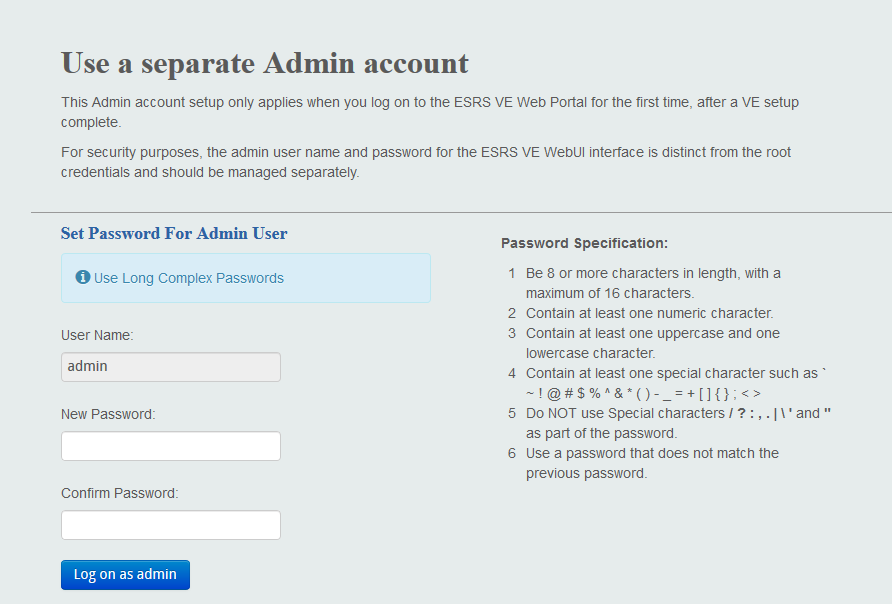 Use a separate Admin account
This Admin account setup only applies when you log on to the ESRS VE Web Portal for the first time, after a VE setup
complete.
For security purposes, the admin user name and password for the ESRS VE WebUI interface is distinct from the root
credentials and should be managed separately.
Set Password For Admin User
Use Long Complex Passwords
User Name:
admin
New Password:
Confirm Password:
Log on as admin
Password Specification:
1 Be 8 or more characters in length, with a
maximum of 16 characters.
2 Contain at least one numeric character.
3 Contain at least one uppercase and one
lowercase character.
4 Contain at least one special character such as `
~ ! @ # $ % ^ & * ( ) - _ = + [ ] { } ; < >
5 Do NOT use Special characters / ? : , . | \ ' and "
as part of the password.
6 Use a password that does not match the
previous password.